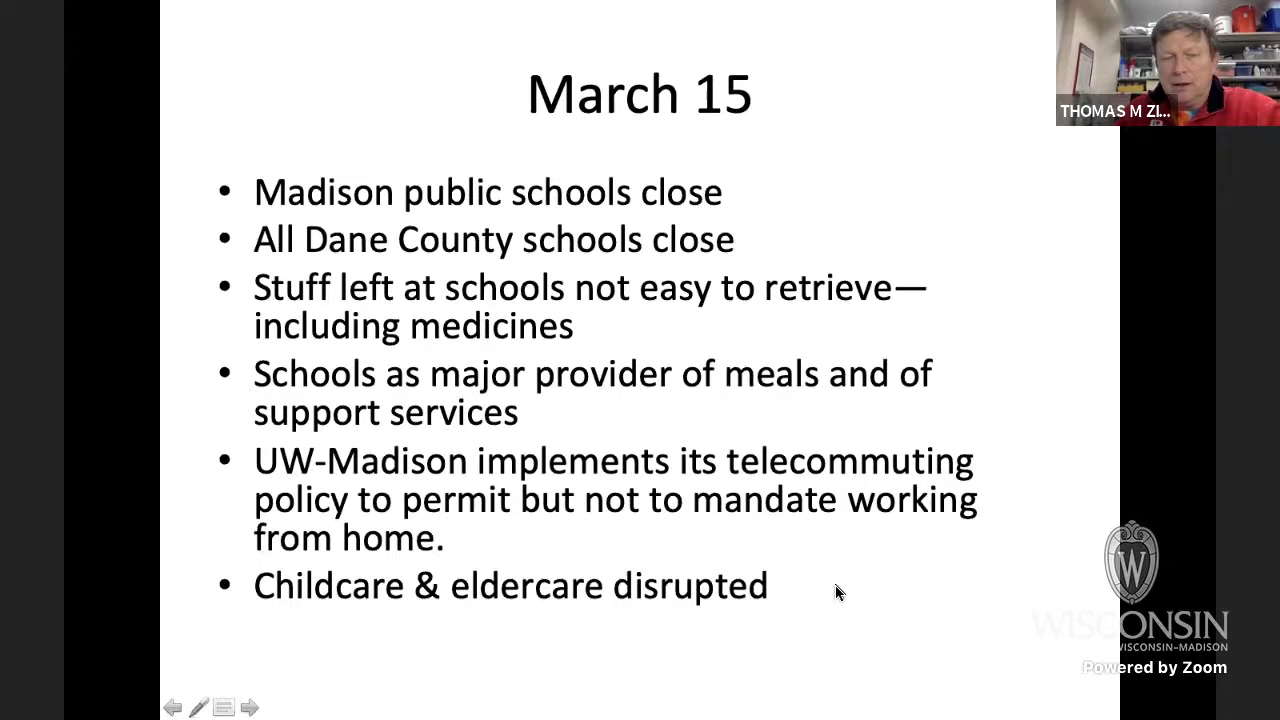 March 15
THOMAS M ZI...
• Madison public schools close
• All Dane County schools close
• Stuff left at schools not easy to retrieve—
including medicines
• Schools as major provider of meals and of
support services
• UW-Madison implements its telecommuting
policy to permit but not to mandate working
from home.
• Childcare & eldercare disrupted
W
WISCONSIN
WISCONSIN–MADISON
Powered by Zoom